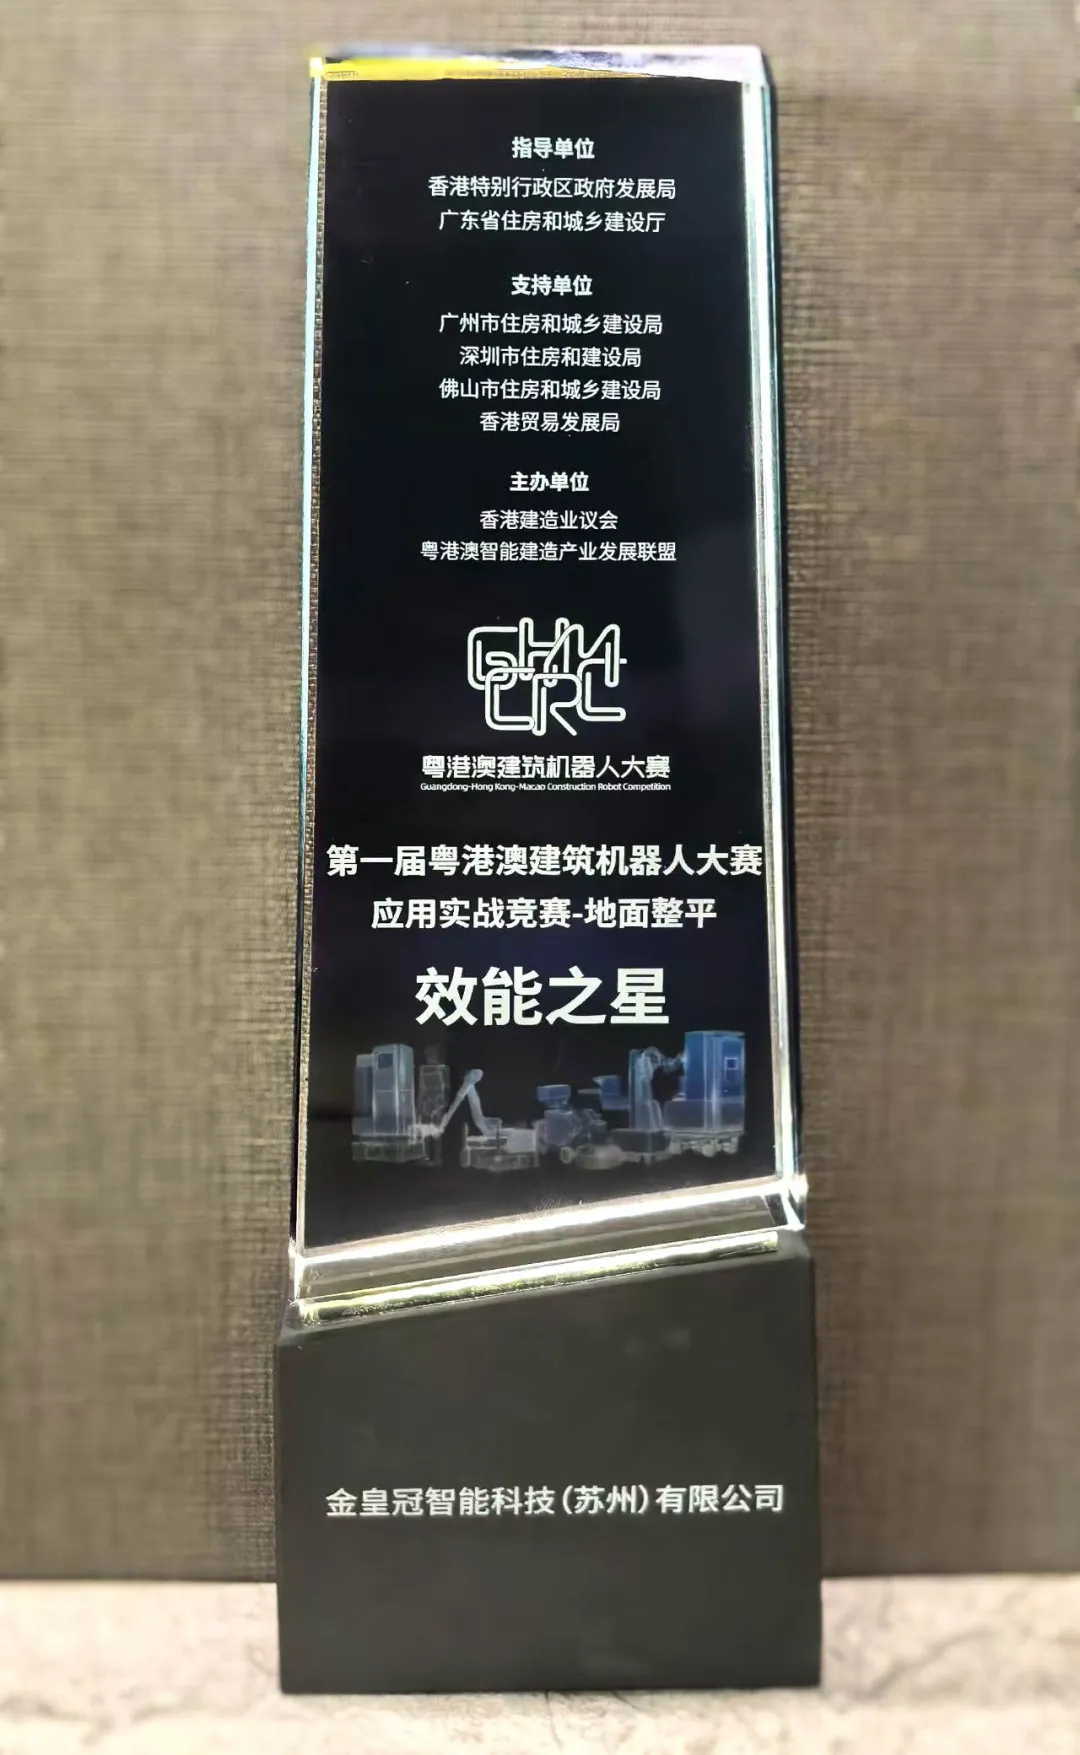 指导单位
香港特别行政区政府发展局
广东省住房和城乡建设厅
支持单位
广州市住房和城乡建设局
深圳市住房和建设局
佛山市住房和城乡建设局
香港贸易发展局
主办单位
香港建造业议会
粤港澳智能建造产业发展联盟
GHM
CRC
粤港澳建筑机器人大赛
Guangdong-Hong Kong-Macao Construction Robot Competition
第一届粤港澳建筑机器人大赛
应用实战竞赛-地面整平
效能之星
金皇冠智能科技(苏州)有限公司